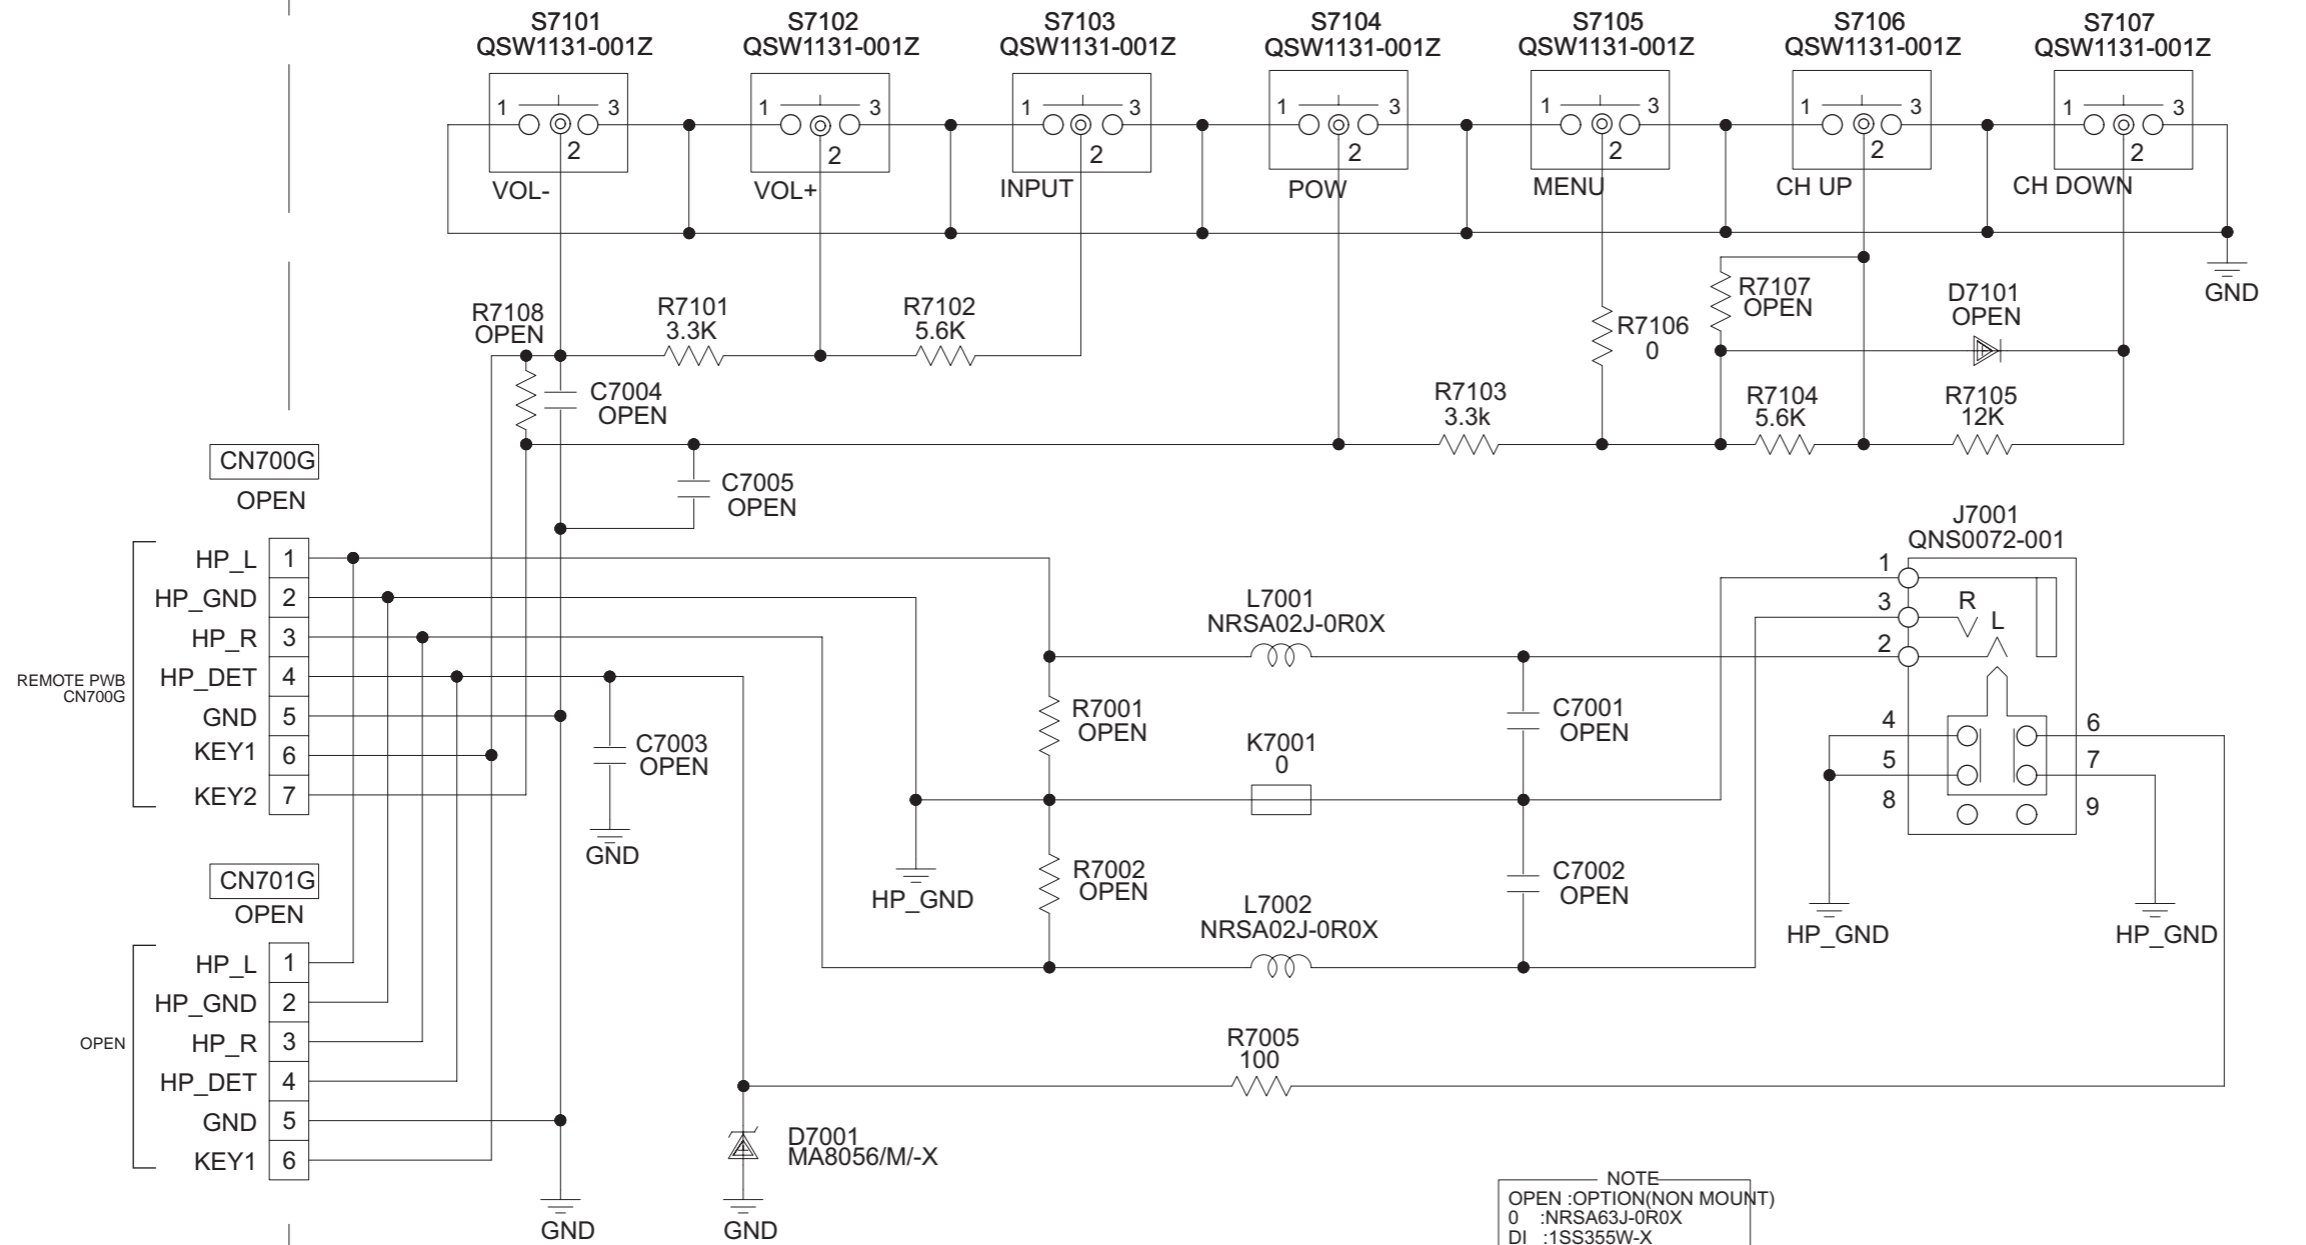 S7101
QSW1131-001Z
S7102
QSW1131-001Z
S7103
QSW1131-001Z
S7104
QSW1131-001Z
S7105
QSW1131-001Z
S7106
QSW1131-001Z
S7107
QSW1131-001Z
1 3
2
VOL-
1 3
2
VOL+
1 3
2
INPUT
1 3
2
POW
1 3
2
MENU
1 3
2
CH UP
1 3
2
CH DOWN
GND
R7108
OPEN
R7101
3.3K
R7102
5.6K
R7106
0
R7107
OPEN
D7101
OPEN
C7004
OPEN
R7103
3.3k
R7104
5.6K
R7105
12K
C7005
OPEN
CN700G
OPEN
REMOTE PWB
CN700G
HP_L 1
HP_GND 2
HP_R 3
HP_DET 4
GND 5
KEY1 6
KEY2 7
C7003
OPEN
GND
HP_GND
L7001
NRSA02J-0R0X
R7001
OPEN
C7001
OPEN
K7001
0
R7002
OPEN
C7002
OPEN
L7002
NRSA02J-0R0X
J7001
QNS0072-001
1
3
2
R
L
4
5
8
6
7
9
HP_GND
HP_GND
CN701G
OPEN
OPEN
HP_L 1
HP_GND 2
HP_R 3
HP_DET 4
GND 5
KEY1 6
R7005
100
D7001
MA8056/M/-X
GND
GND
NOTE
OPEN :OPTION(NON MOUNT)
0 :NRSA63J-0R0X
DI :1SS355W-X